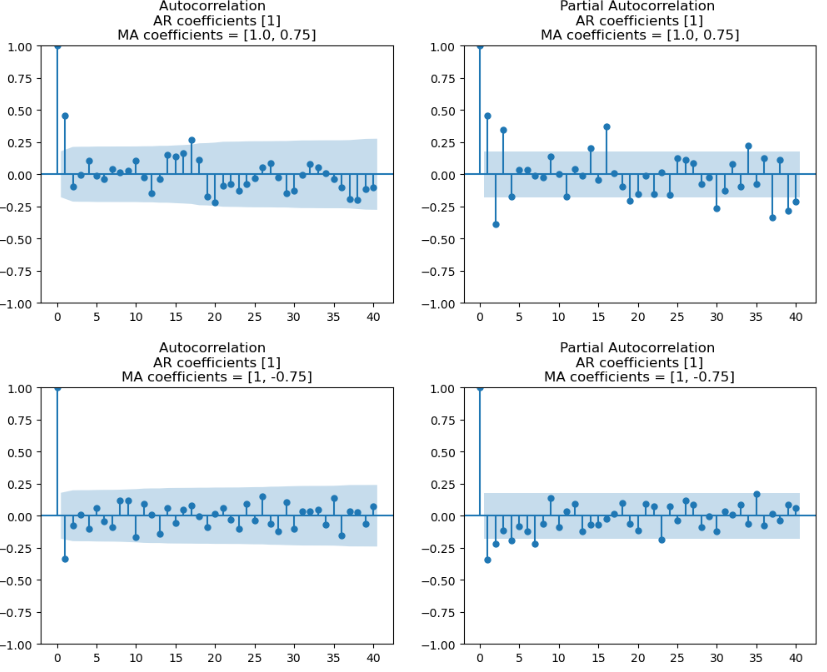 Autocorrelation
AR coefficients [1]
MA coefficients = [1.0, 0.75]
1.00
0.75
0.50
0.25
0.00
−0.25
−0.50
−0.75
−1.00
0 5 10 15 20 25 30 35 40
Partial Autocorrelation
AR coefficients [1]
MA coefficients = [1.0, 0.75]
1.00
0.75
0.50
0.25
0.00
−0.25
−0.50
−0.75
−1.00
0 5 10 15 20 25 30 35 40
Autocorrelation
AR coefficients [1]
MA coefficients = [1, -0.75]
1.00
0.75
0.50
0.25
0.00
−0.25
−0.50
−0.75
−1.00
0 5 10 15 20 25 30 35 40
Partial Autocorrelation
AR coefficients [1]
MA coefficients = [1, -0.75]
1.00
0.75
0.50
0.25
0.00
−0.25
−0.50
−0.75
−1.00
0 5 10 15 20 25 30 35 40